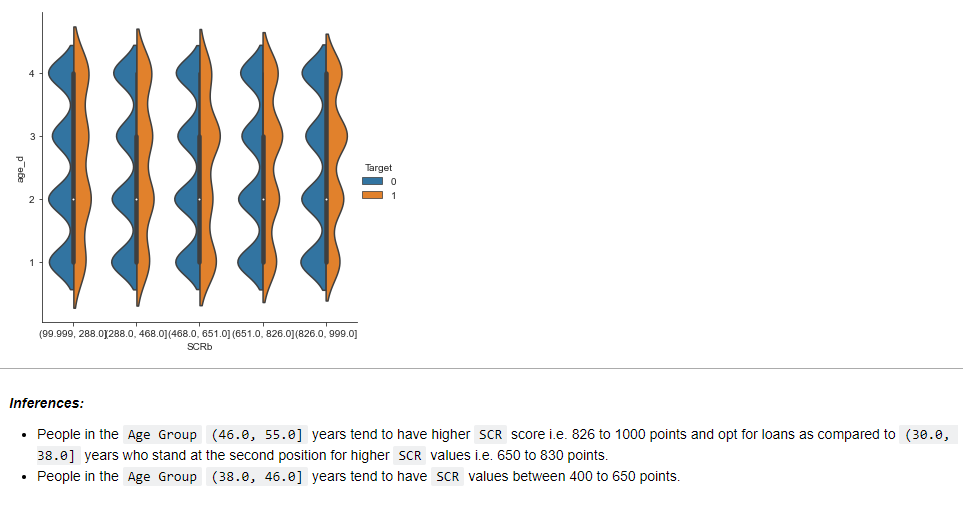 4
3
2
1
age_d
Target
0
1
(99.999, 288.0](288.0, 468.0](468.0, 651.0](651.0, 826.0](826.0, 999.0]
SCRb
Inferences:
• People in the Age Group (46.0, 55.0] years tend to have higher SCR score i.e. 826 to 1000 points and opt for loans as compared to (30.0,
38.0] years who stand at the second position for higher SCR values i.e. 650 to 830 points.
• People in the Age Group (38.0, 46.0] years tend to have SCR values between 400 to 650 points.